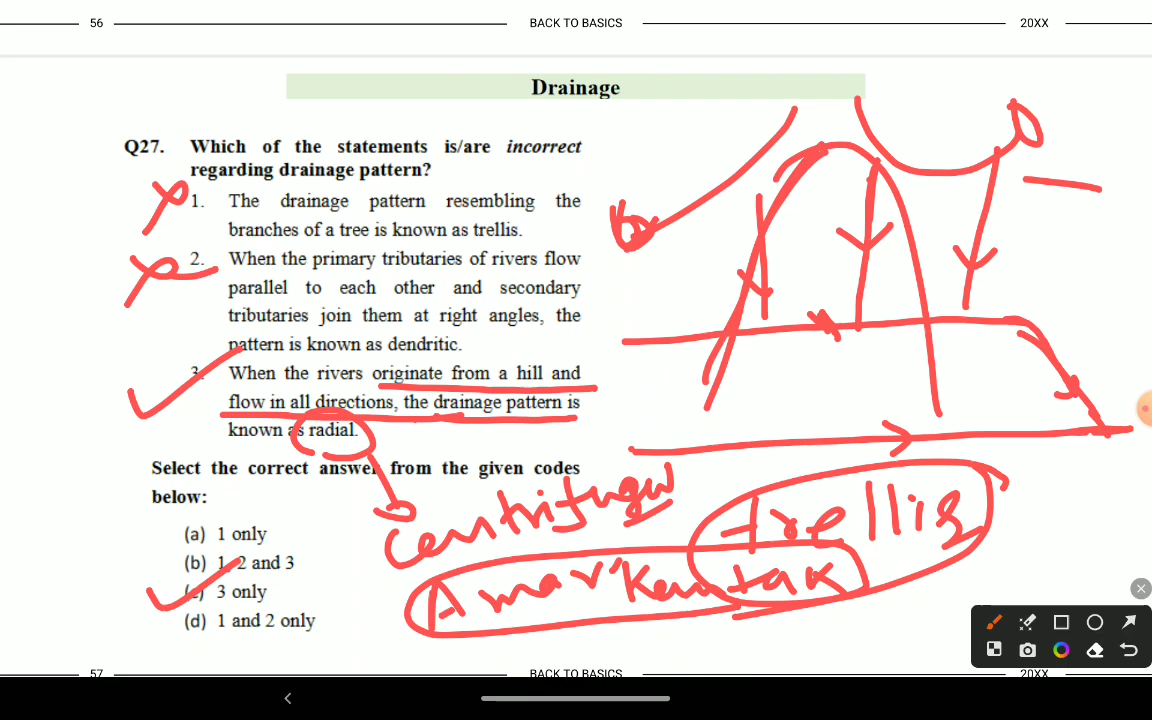 56 BACK TO BASICS 20XX
Drainage
Q27. Which of the statements is/are incorrect
regarding drainage pattern?
1. The drainage pattern resembling the
branches of a tree is known as trellis.
2. When the primary tributaries of rivers flow
parallel to each other and secondary
tributaries join them at right angles, the
pattern is known as dendritic.
3. When the rivers originate from a hill and
flow in all directions, the drainage pattern is
known as radial.
Select the correct answer from the given codes
below:
(a) 1 only
(b) 1, 2 and 3
(c) 3 only
(d) 1 and 2 only
Trellis
Amarkantak
57 BACK TO BASICS 20XX